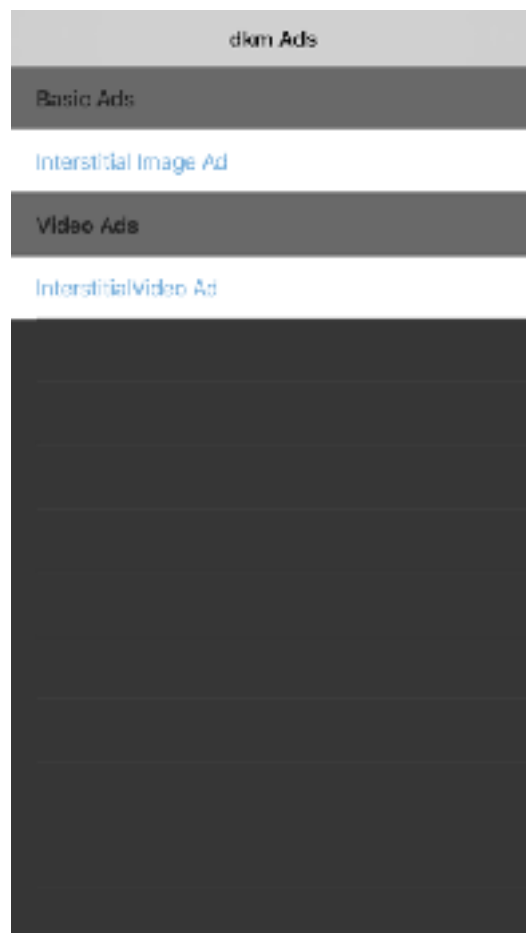 dkm Ads
Basic Ads
Interstitial Image Ad
Video Ads
InterstitialVideo Ad